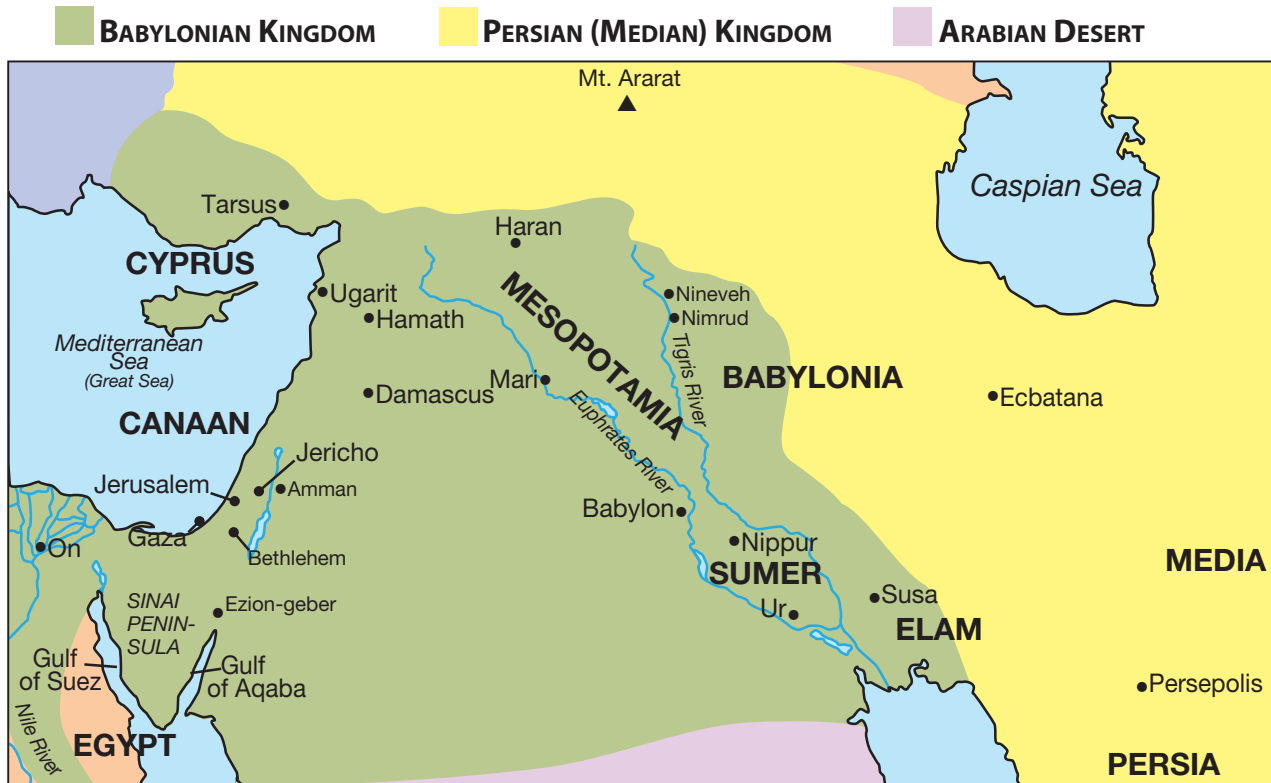 BABYLONIAN KINGDOM
PERSIAN (MEDIAN) KINGDOM
ARABIAN DESERT
Mt. Ararat
Caspian Sea
Tarsus
Haran
CYPRUS
Ugarit
Hamath
MESOPOTAMIA
Nineveh
Nimrud
Tigris River
Mediterranean
Sea
(Great Sea)
Mari
BABYLONIA
Damascus
Ecbatana
CANAAN
Euphrates River
Jericho
Jerusalem
Amman
Babylon
Gaza
On
Bethlehem
Nippur
SUMER
MEDIA
SINAI
PENIN-
SULA
Ezion-geber
Ur
Susa
ELAM
Gulf
of Suez
Gulf
of Aqaba
Persepolis
Nile River
EGYPT
PERSIA